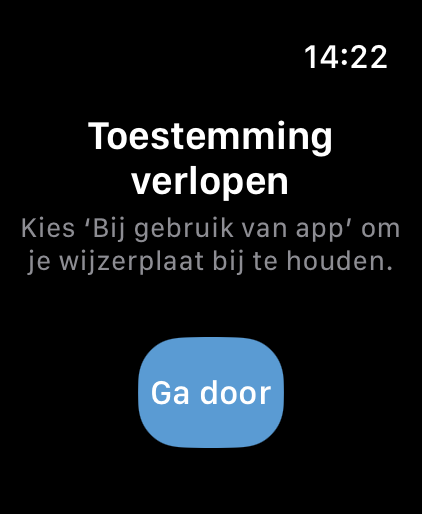 14:22
Toestemming
verlopen
Kies ‘Bij gebruik van app’ om
je wijzerplaat bij te houden.
Ga door